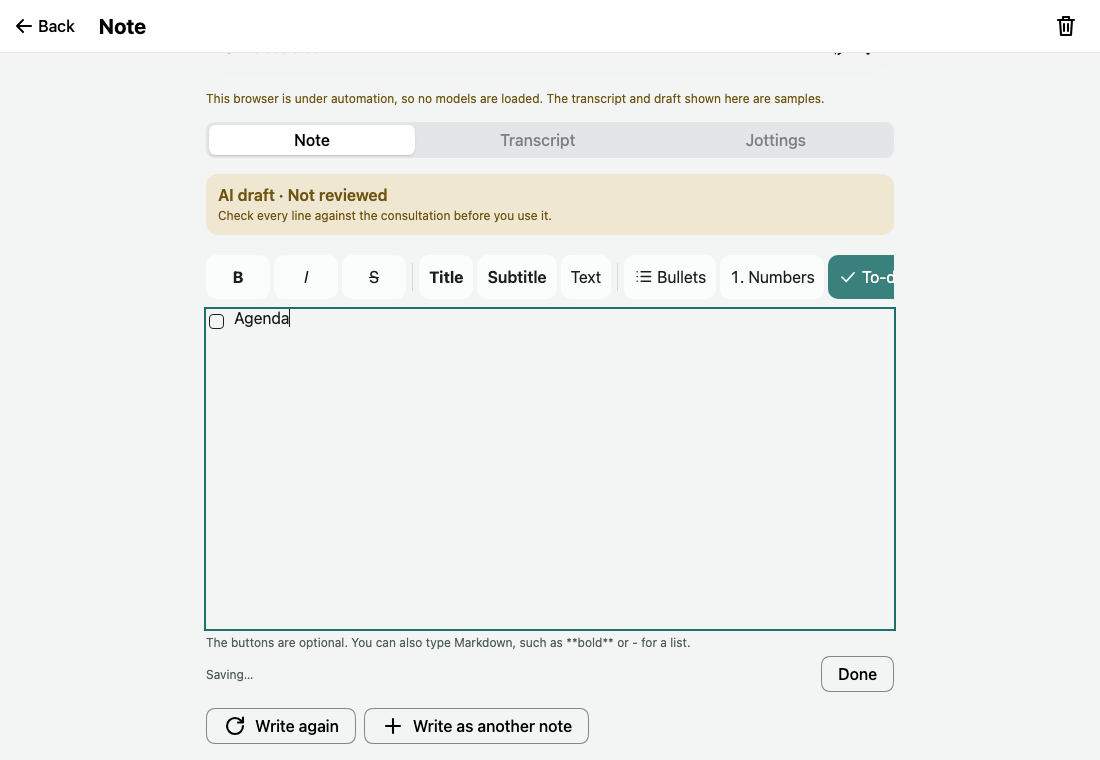 Back
Note
This browser is under automation, so no models are loaded. The transcript and draft shown here are samples.
Note
Transcript
Jottings
AI draft · Not reviewed
Check every line against the consultation before you use it.
B
I
S
Title
Subtitle
Text
Bullets
1. Numbers
To-d
Agenda
The buttons are optional. You can also type Markdown, such as **bold** or - for a list.
Saving...
Done
Write again
Write as another note